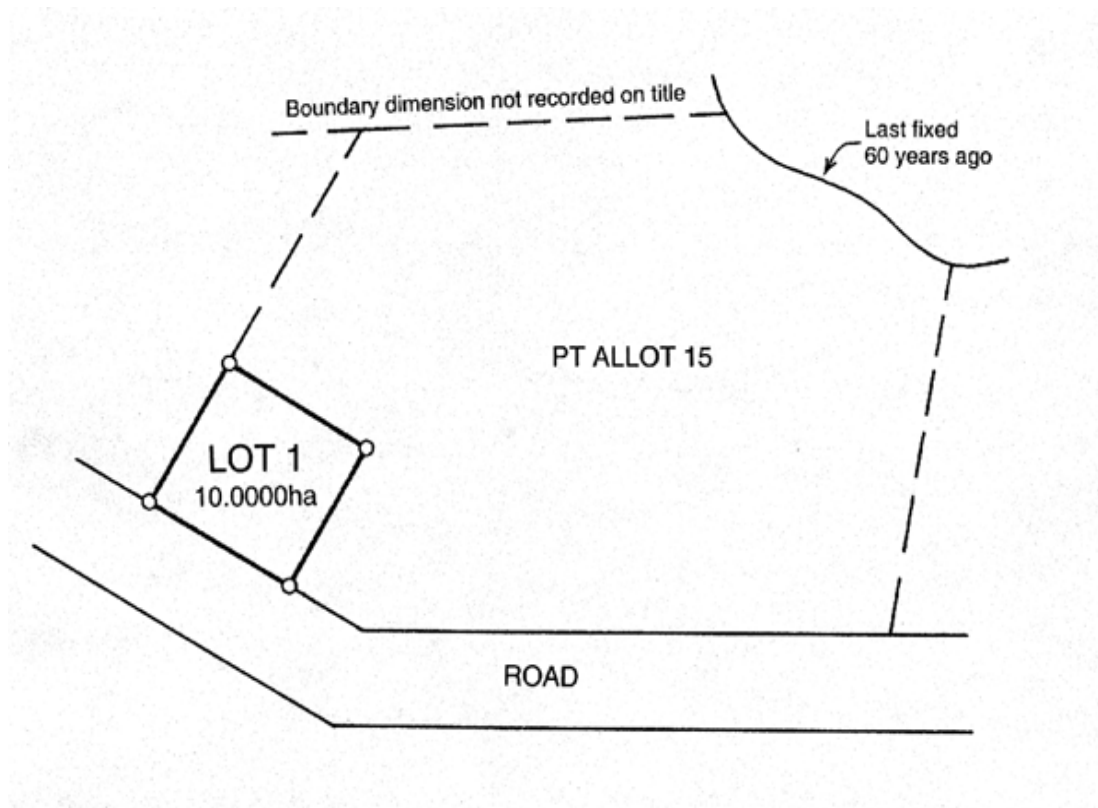 Boundary dimension not recorded on title
Last fixed
60 years ago
PT ALLOT 15
LOT 1
10.0000ha
ROAD